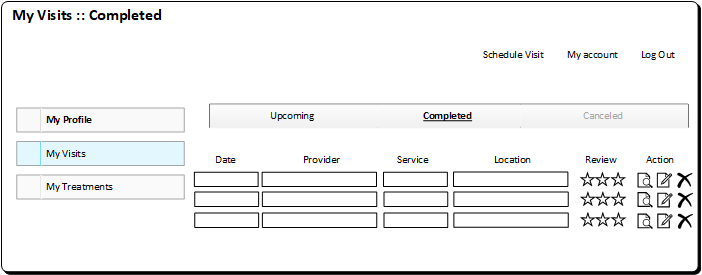 My Visits :: Completed
Schedule Visit My account Log Out
My Profile
My Visits
My Treatments
Upcoming Completed Canceled
Date Provider Service Location Review Action